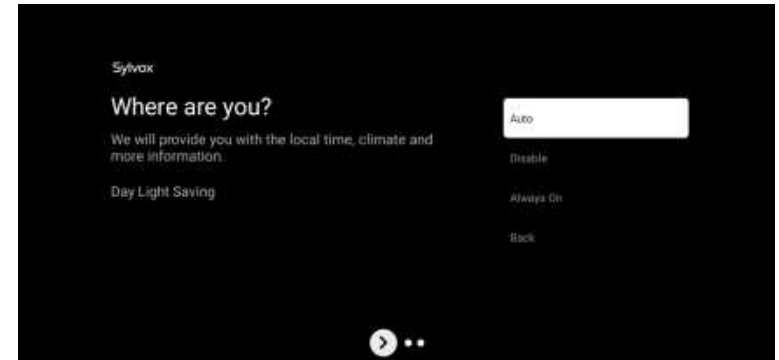 Sylvox
Where are you?
We will provide you with the local time, climate and
more information.
Day Light Saving
Auto
Disable
Always On
Back